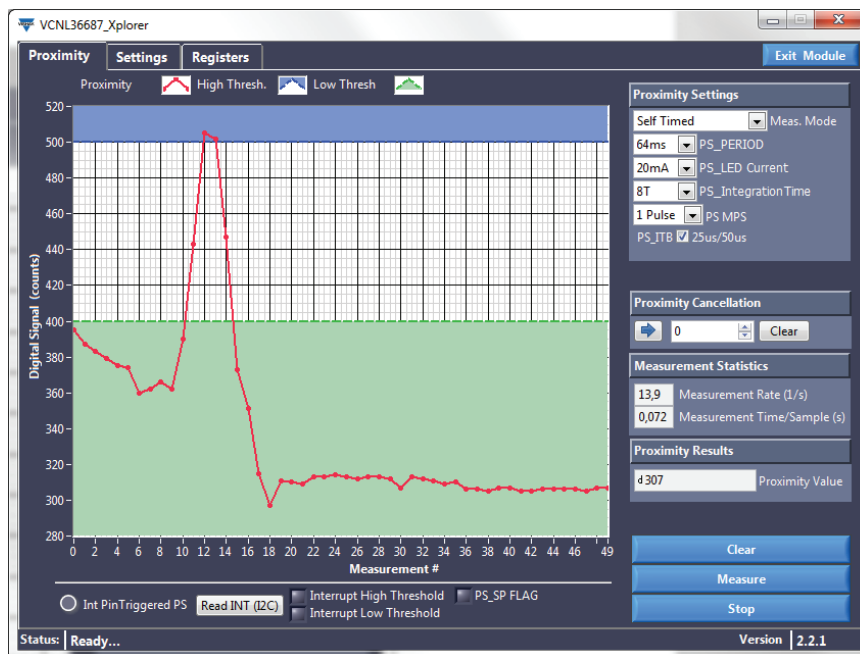 VCNL36687_Xplorer
Proximity Settings Registers
Exit Module
Proximity High Thresh. Low Thresh
520
500
480
460
440
420
400
380
360
340
320
300
280
Digital Signal (counts)
0 2 4 6 8 10 12 14 16 18 20 22 24 26 28 30 32 34 36 38 40 42 44 46 49
Measurement #
Proximity Settings
Self Timed Meas. Mode
64ms PS_PERIOD
20mA PS_LED Current
8T PS_IntegrationTime
1 Pulse PS MPS
PS_ITB 25us/50us
Proximity Cancellation
0 Clear
Measurement Statistics
13,9 Measurement Rate (1/s)
0,072 Measurement Time/Sample (s)
Proximity Results
d 307 Proximity Value
Clear
Measure
Stop
Int PinTriggered PS Read INT (I2C)
Interrupt High Threshold PS_SP FLAG
Interrupt Low Threshold
Status: Ready... Version 2.2.1